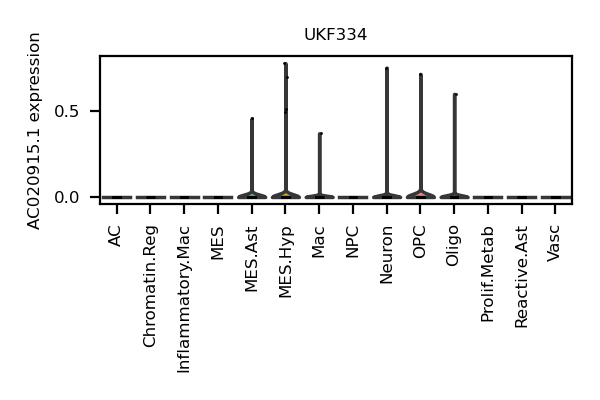 UKF334
AC020915.1 expression
0.5
0.0
AC
Chromatin.Reg
Inflammatory.Mac
MES
MES.Ast
MES.Hyp
Mac
NPC
Neuron
OPC
Oligo
Prolif.Metab
Reactive.Ast
Vasc